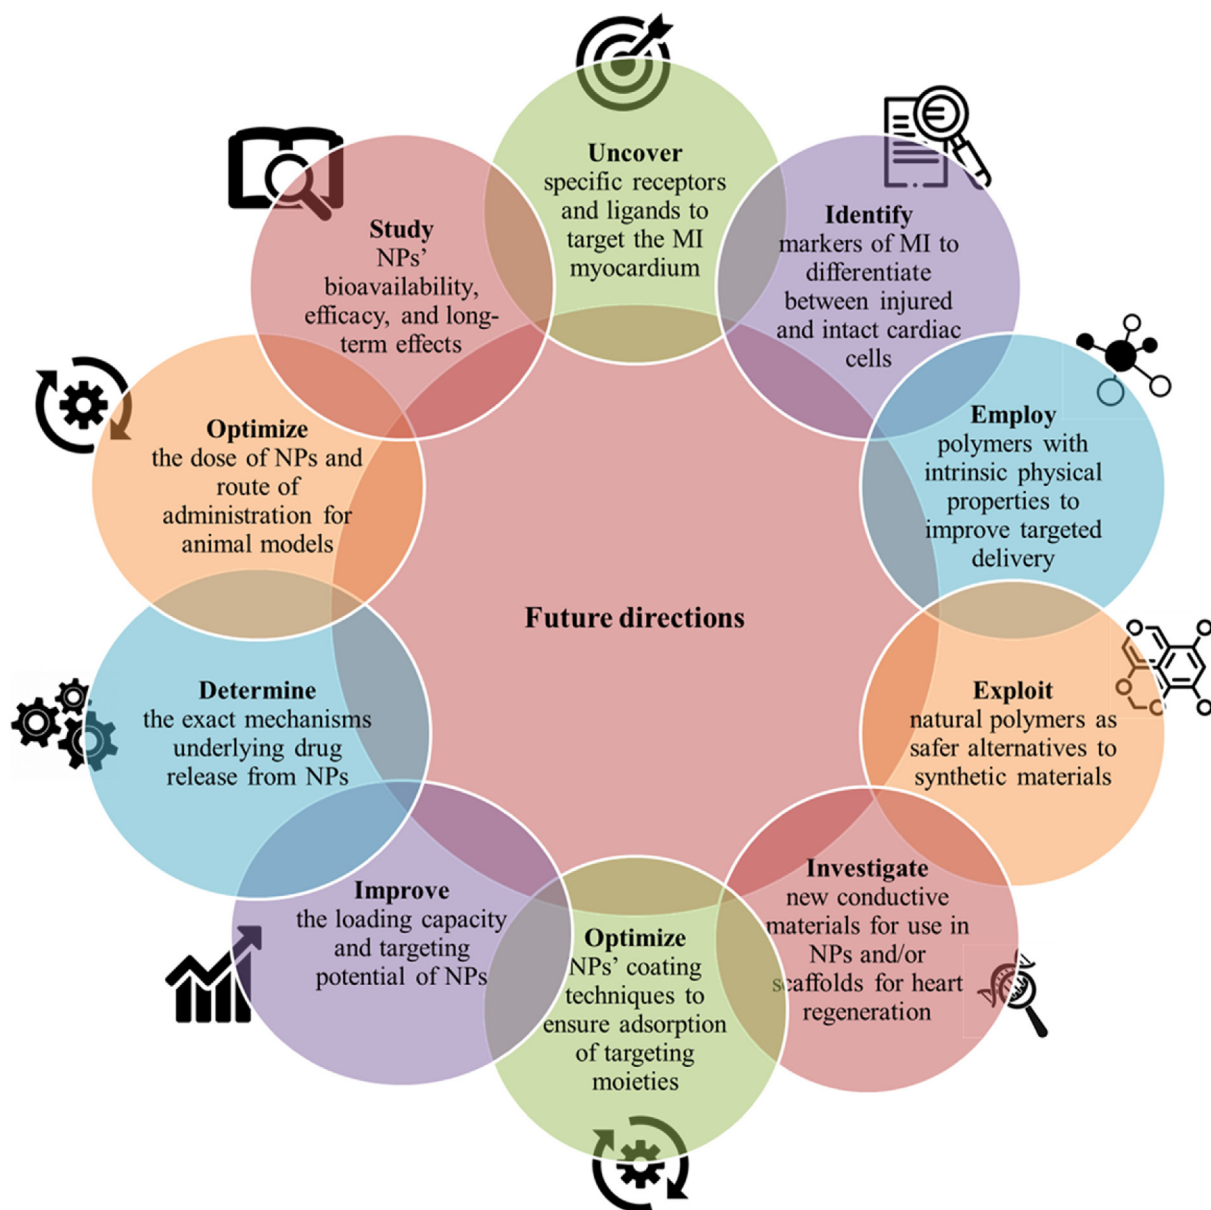 Uncover
specific receptors
and ligands to
target the MI
myocardium
Identify
markers of MI to
differentiate
between injured
and intact cardiac
cells
Employ
polymers with
intrinsic physical
properties to
improve targeted
delivery
Exploit
natural polymers as
safer alternatives to
synthetic materials
Investigate
new conductive
materials for use in
NPs and/or
scaffolds for heart
regeneration
Optimize
NPs’ coating
techniques to
ensure adsorption
of targeting
moieties
Improve
the loading capacity
and targeting
potential of NPs
Determine
the exact mechanisms
underlying drug
release from NPs
Optimize
the dose of NPs and
route of
administration for
animal models
Study
NPs’
bioavailability,
efficacy, and long-
term effects
Future directions